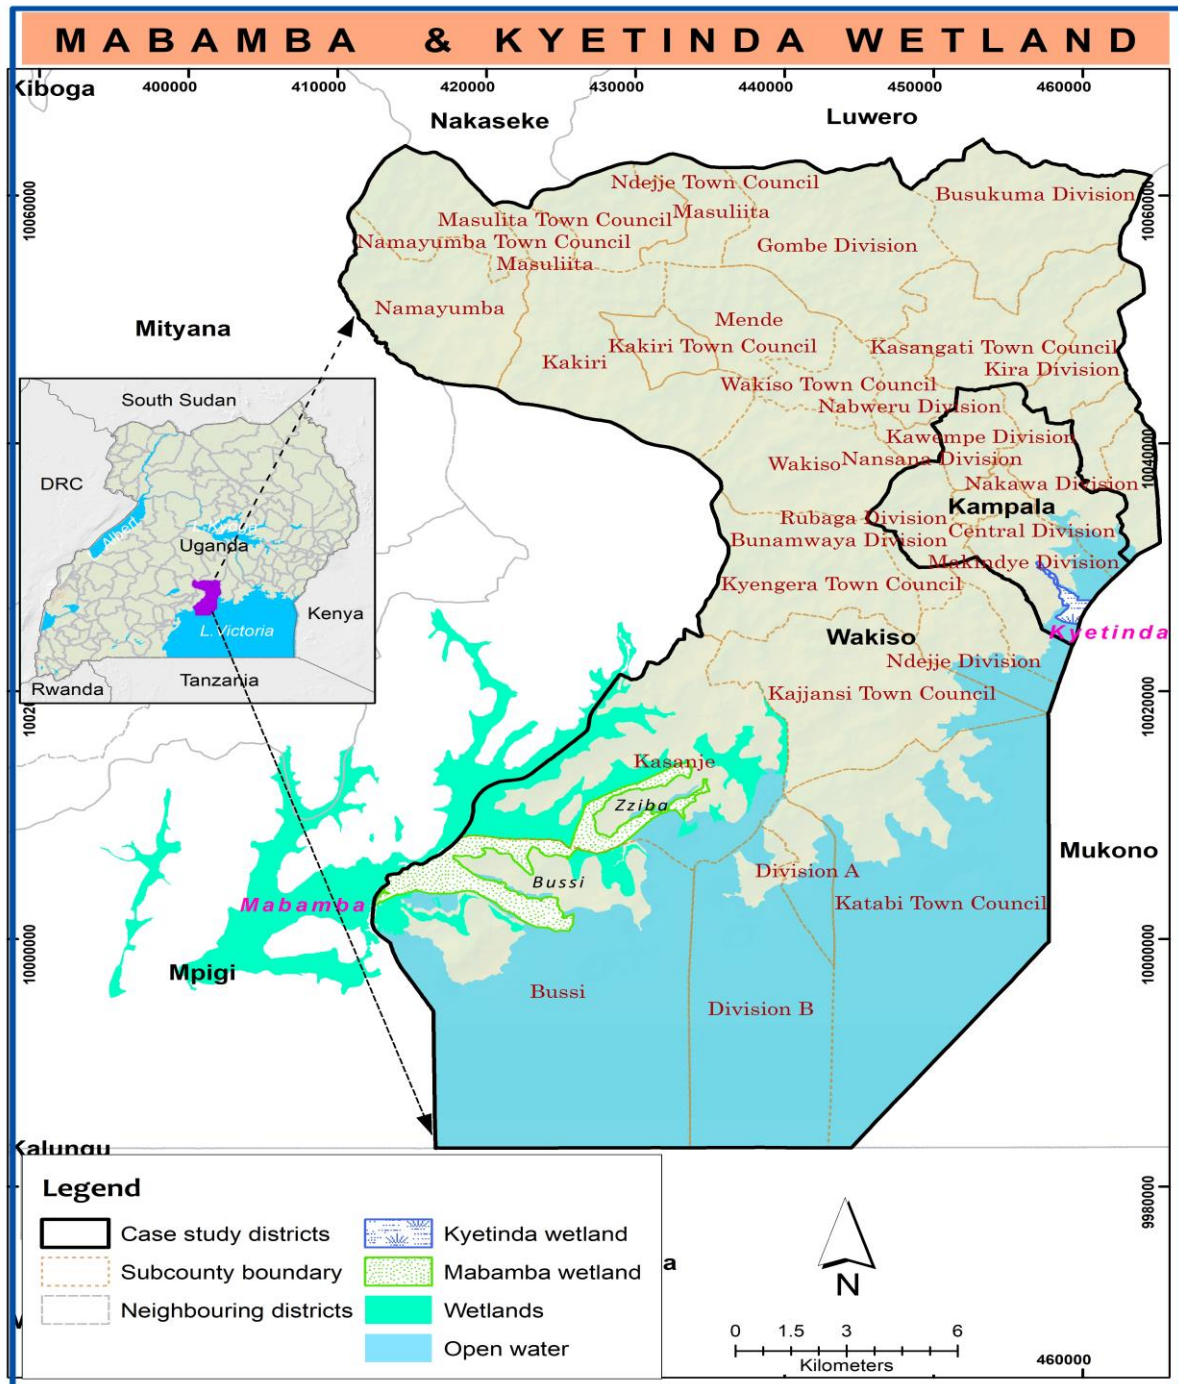 MABAMBA & KYETINDA WETLAND
Kiboga
400000
410000
420000
430000
440000
450000
460000
Nakaseke
Luwero
10060000
10060000
Ndejje Town Council
Busukuma Division
Masulita Town Council
Masuliita
Namayumba Town Council
Gombe Division
Masuliita
Namayumba
Mityana
Mende
Kakiri Town Council
Kasangati Town Council
Kakiri
Kira Division
Wakiso Town Council
Nabweru Division
South Sudan
Kawempe Division
10040000
Wakiso
Nansana Division
DRC
Nakawa Division
Kampala
Albert
Rubaga Division
Central Division
Uganda
Bunamwaya Division
Makindye Division
Kyengera Town Council
Kenya
L. Victoria
Kyetinda
Wakiso
Ndejje Division
Tanzania
Rwanda
Kajjansi Town Council
10020000
Kasanje
Zziba
Mukono
Division A
Bussi
Mabamba
Katabi Town Council
10000000
10000000
Mpigi
Bussi
Division B
Kalungu
Legend
Case study districts
Subcounty boundary
Neighbouring districts
Kyetinda wetland
Mabamba wetland
Wetlands
Open water
a
9980000
N
0 1.5 3 6
Kilometers
460000